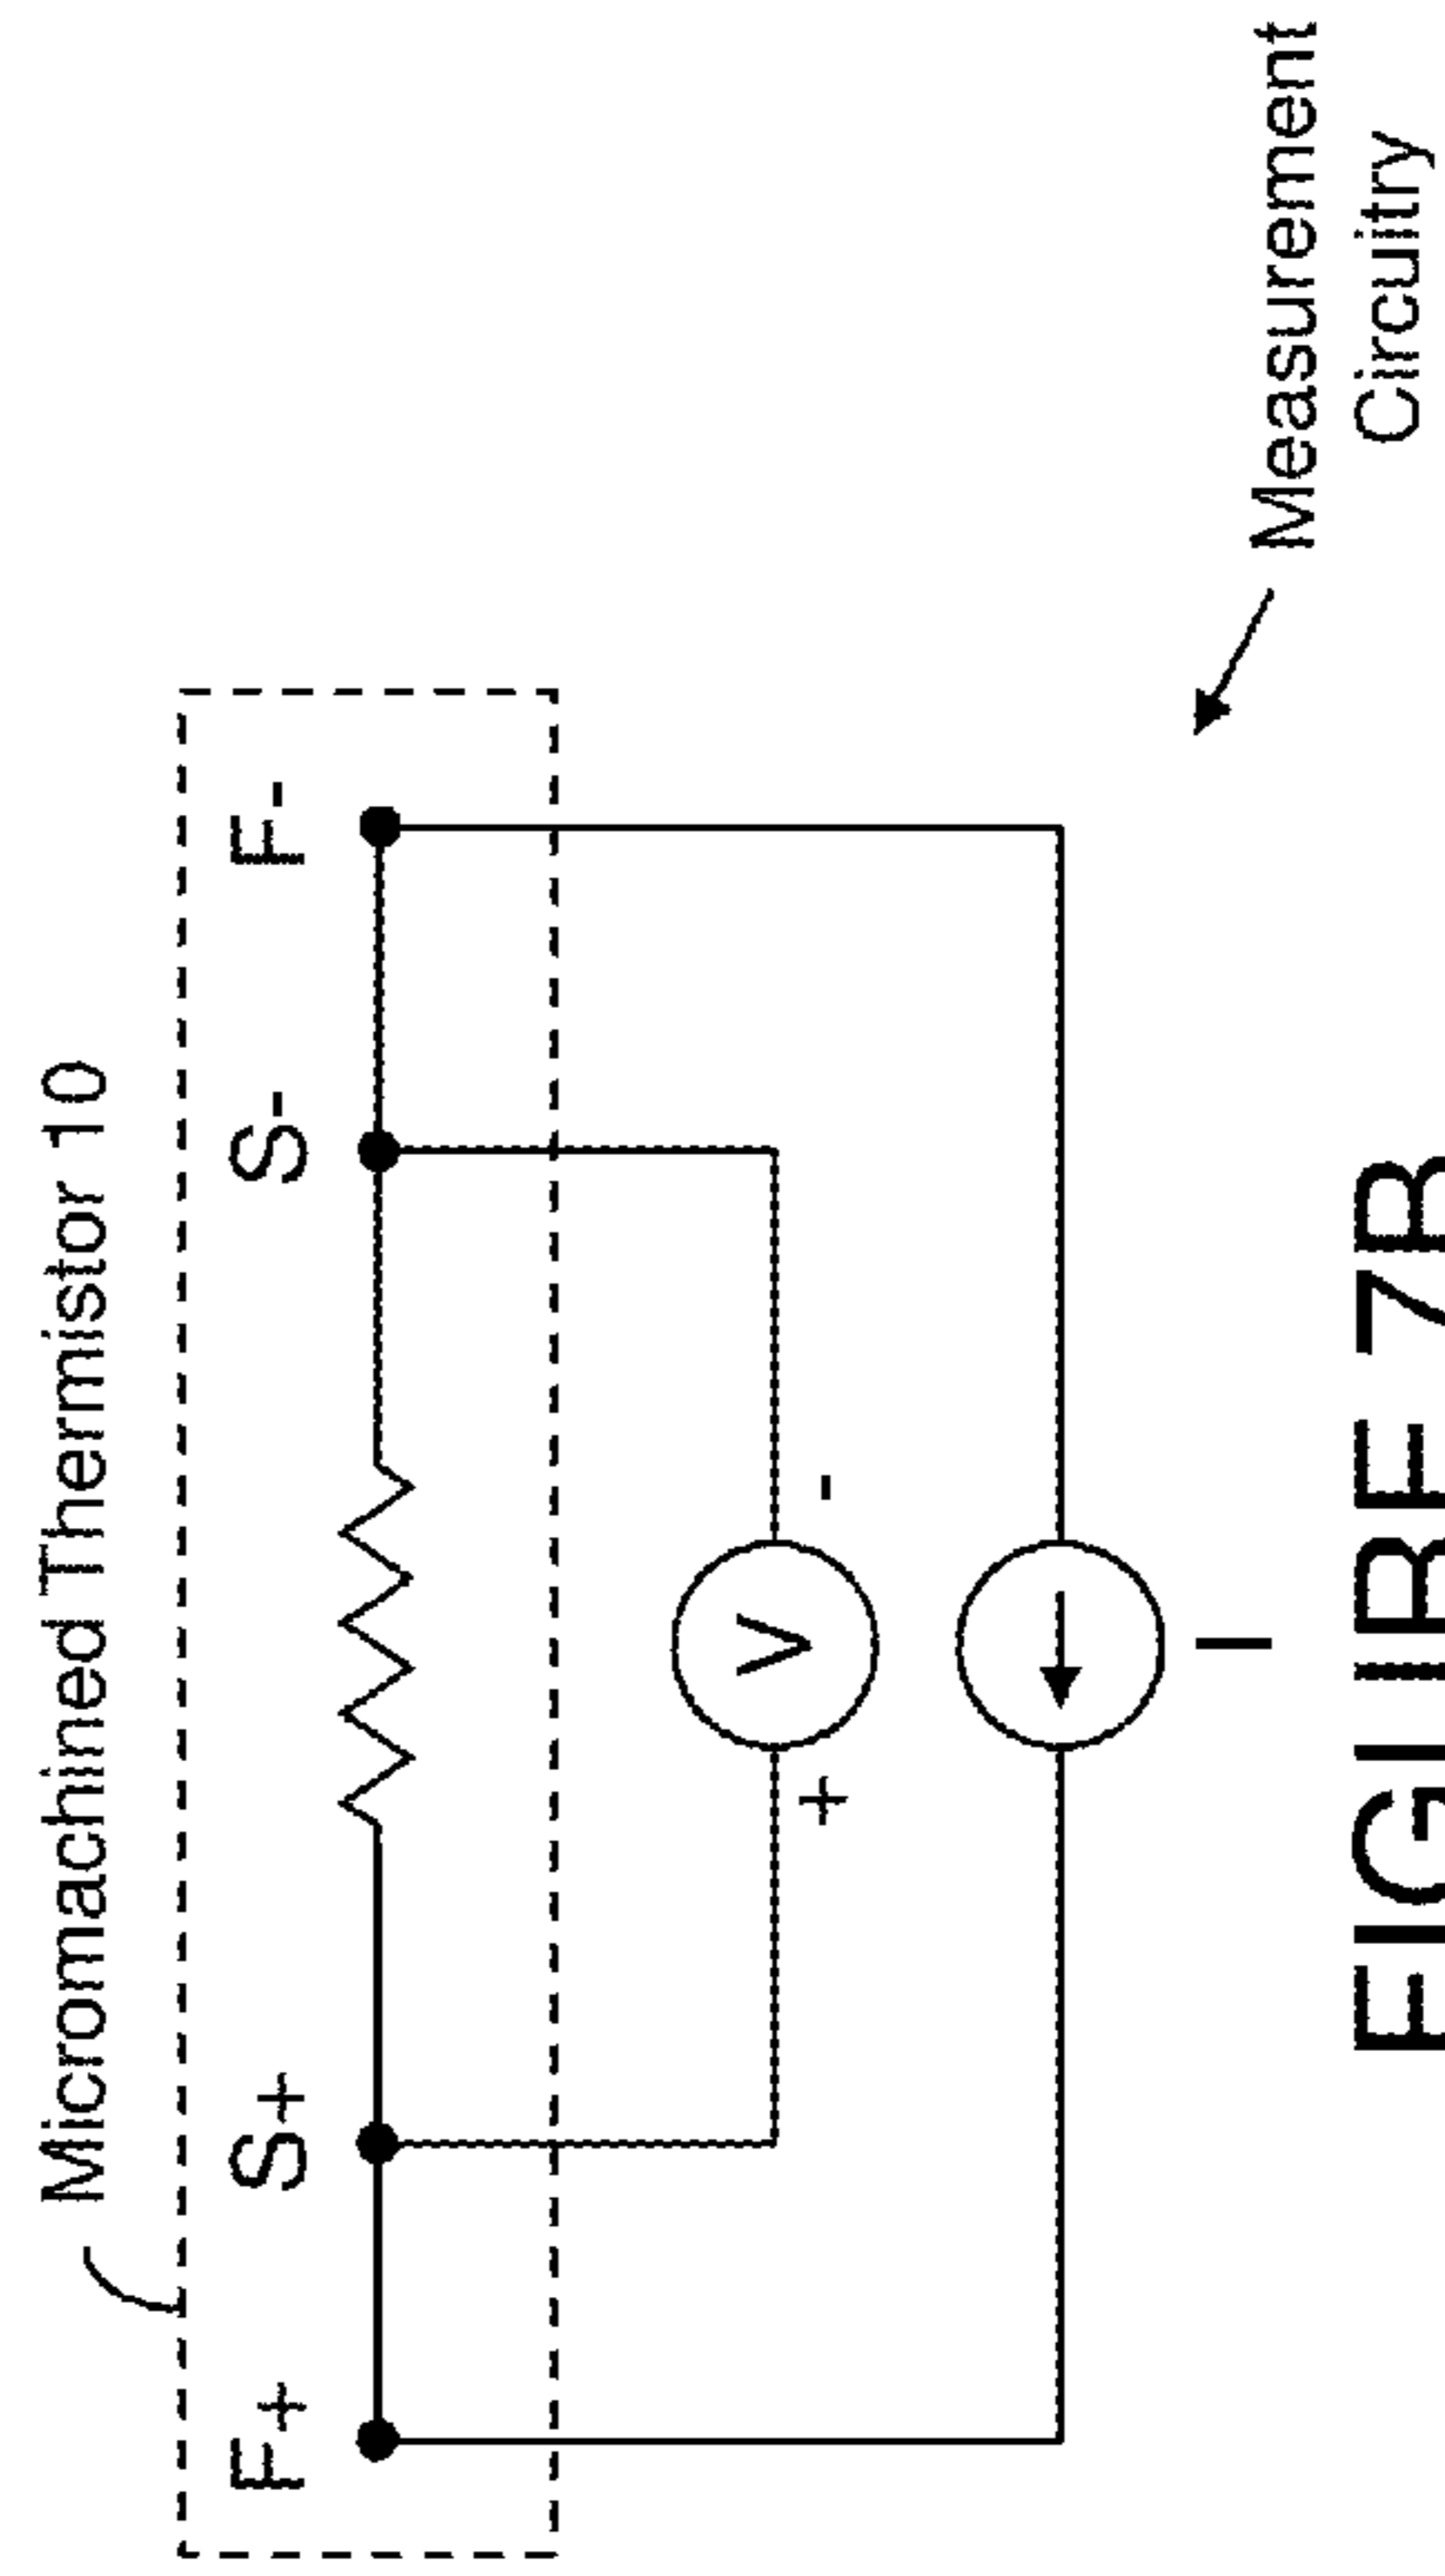 Micromachined Thermistor 10
F+ S+ S- F-
V
+ -
I
Measurement
Circuitry
FIGURE 7B